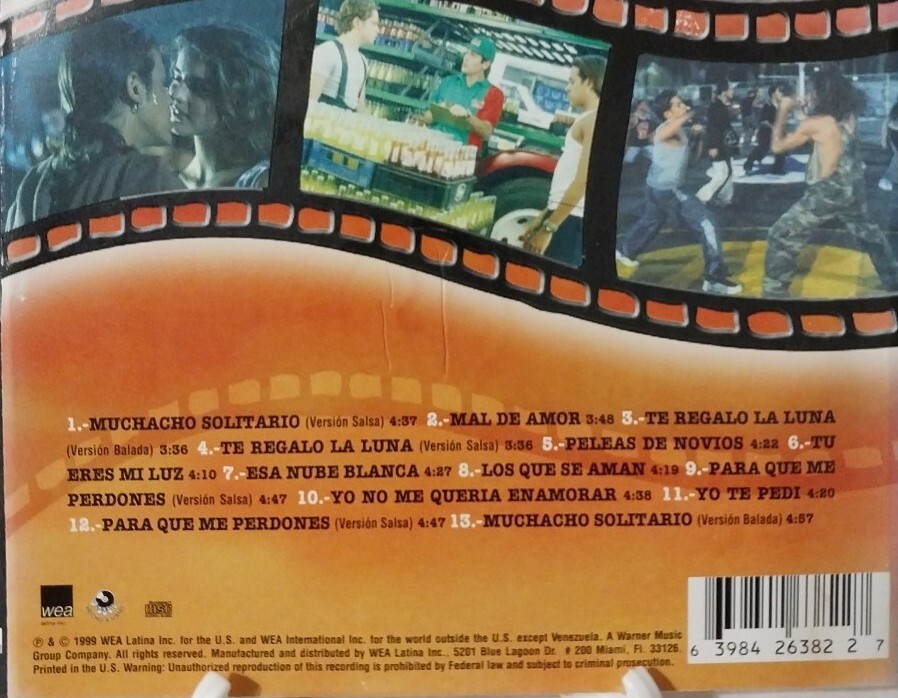 1.-MUCHACHO SOLITARIO (Versión Salsa) 4:37 2.-MAL DE AMOR 3:48 3.-TE REGALO LA LUNA
(Versión Balada) 3:36 4.-TE REGALO LA LUNA (Versión Salsa) 3:36 5.-PELEAS DE NOVIOS 4:22 6.-TU
ERES MI LUZ 4:10 7.-ESA NUBE BLANCA 4:27 8.-LOS QUE SE AMAN 4:19 9.-PARA QUE ME
PERDONES (Versión Salsa) 4:47 10.-YO NO ME QUERIA ENAMORAR 4:38 11.-YO TE PEDI 4:20
12.-PARA QUE ME PERDONES (Versión Salsa) 4:47 13.-MUCHACHO SOLITARIO (Versión Balada) 4:57
wea
latina inc.
disc
℗ & © 1999 WEA Latina Inc. for the U.S. and WEA International Inc. for the world outside the U.S. except Venezuela. A Warner Music
Group Company. All rights reserved. Manufactured and distributed by WEA Latina Inc., 5201 Blue Lagoon Dr. # 200 Miami, Fl. 33126.
Printed in the U.S. Warning: Unauthorized reproduction of this recording is prohibited by Federal law and subject to criminal prosecution.
6 39842 63822 7